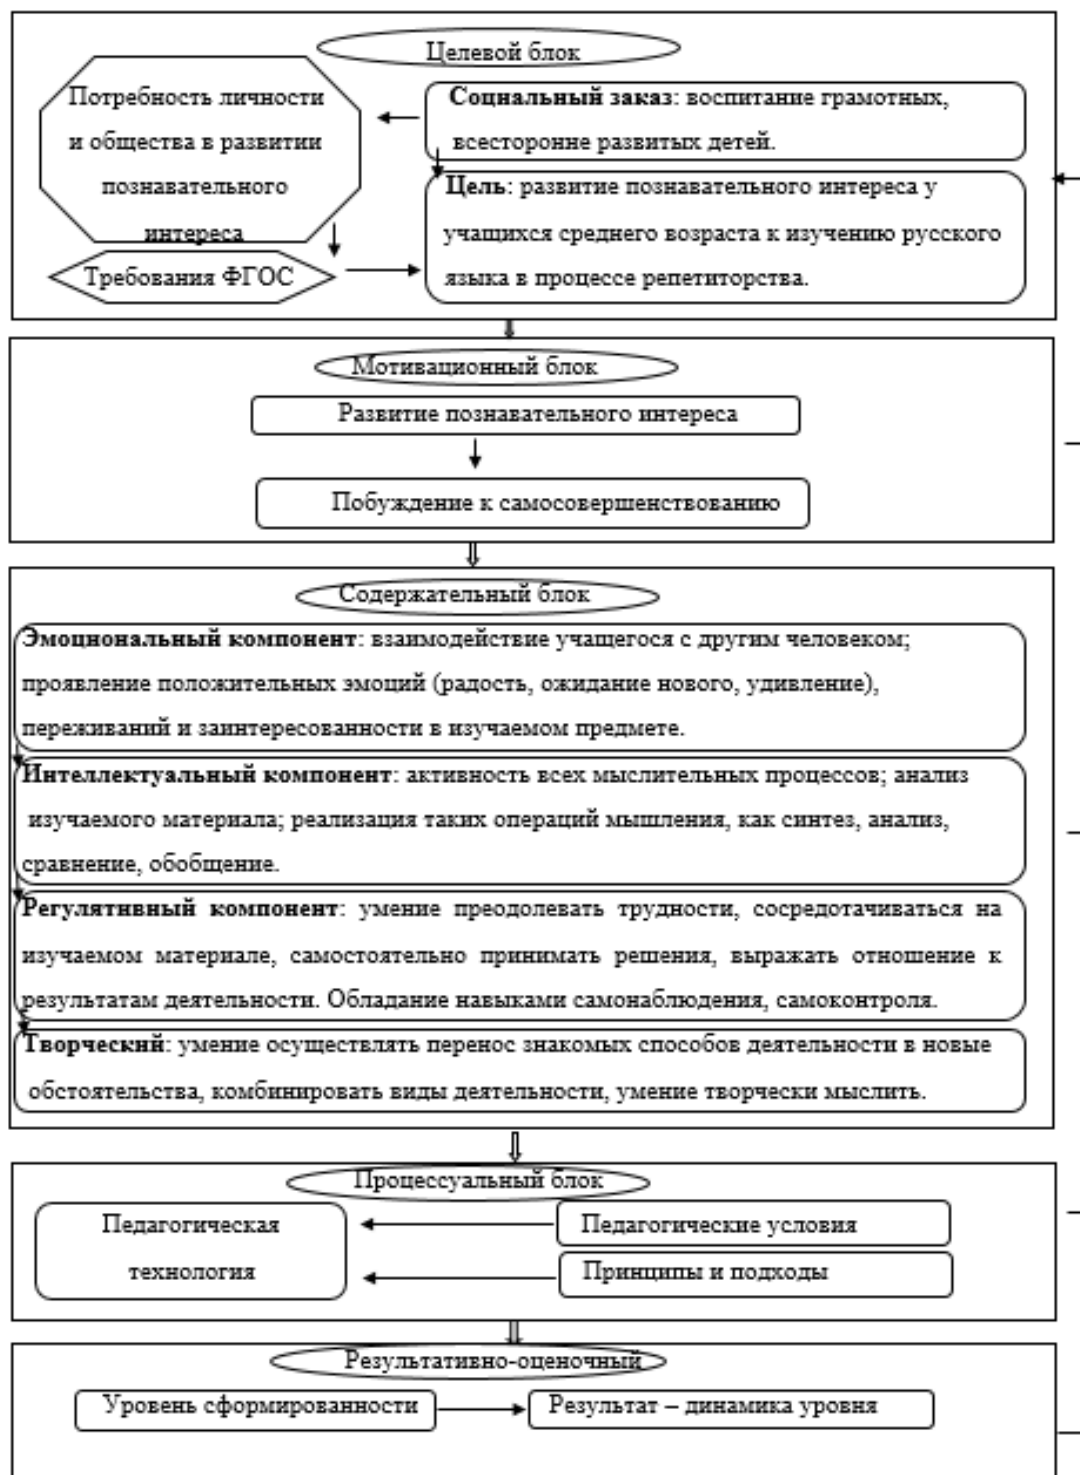 Целевой блок
Потребность личности
и общества в развитии
познавательного
интереса
Социальный заказ: воспитание грамотных,
всесторонне развитых детей.
Требования ФГОС
Цель: развитие познавательного интереса у
учащихся среднего возраста к изучению русского
языка в процессе репетиторства.
Мотивационный блок
Развитие познавательного интереса
Побуждение к самосовершенствованию
Содержательный блок
Эмоциональный компонент: взаимодействие учащегося с другим человеком;
проявление положительных эмоций (радость, ожидание нового, удивление),
переживаний и заинтересованности в изучаемом предмете.
Интеллектуальный компонент: активность всех мыслительных процессов; анализ
изучаемого материала; реализация таких операций мышления, как синтез, анализ,
сравнение, обобщение.
Регулятивный компонент: умение преодолевать трудности, сосредотачиваться на
изучаемом материале, самостоятельно принимать решения, выражать отношение к
результатам деятельности. Обладание навыками самонаблюдения, самоконтроля.
Творческий: умение осуществлять перенос знакомых способов деятельности в новые
обстоятельства, комбинировать виды деятельности, умение творчески мыслить.
Процессуальный блок
Педагогическая
технология
Педагогические условия
Принципы и подходы
Результативно-оценочный
Уровень сформированности
Результат – динамика уровня